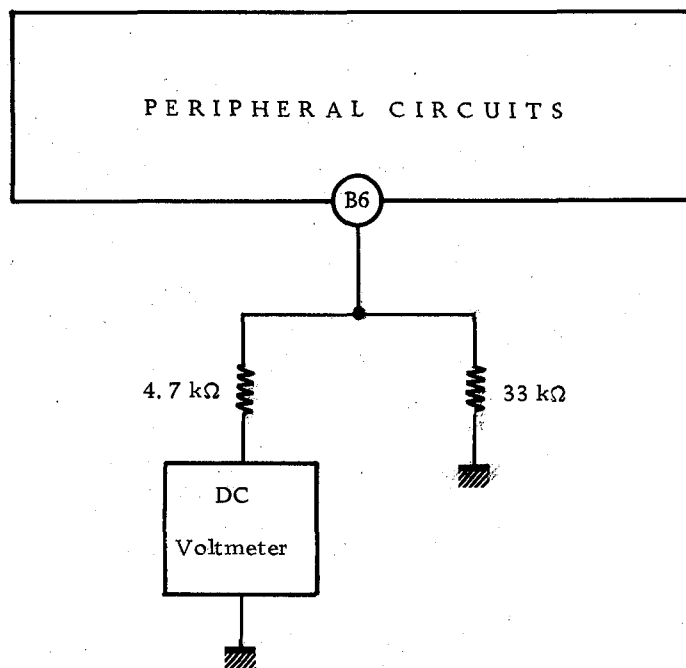 PERIPHERAL CIRCUITS
B6
4.7 kΩ
33 kΩ
DC
Voltmeter